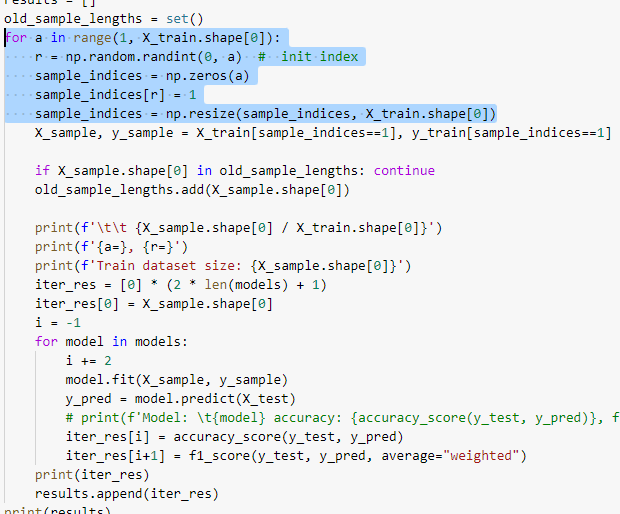 results = []
old_sample_lengths = set()
for a in range(1, X_train.shape[0]):
    r = np.random.randint(0, a)  # init index
    sample_indices = np.zeros(a)
    sample_indices[r] = 1
    sample_indices = np.resize(sample_indices, X_train.shape[0])
    X_sample, y_sample = X_train[sample_indices==1], y_train[sample_indices==1]
    if X_sample.shape[0] in old_sample_lengths: continue
    old_sample_lengths.add(X_sample.shape[0])
    print(f'\t\t {X_sample.shape[0] / X_train.shape[0]}')
    print(f'{a=}, {r=}')
    print(f'Train dataset size: {X_sample.shape[0]}')
    iter_res = [0] * (2 * len(models) + 1)
    iter_res[0] = X_sample.shape[0]
    i = -1
    for model in models:
        i += 2
        model.fit(X_sample, y_sample)
        y_pred = model.predict(X_test)
        # print(f'Model: \t{model} accuracy: {accuracy_score(y_test, y_pred)}, f
        iter_res[i] = accuracy_score(y_test, y_pred)
        iter_res[i+1] = f1_score(y_test, y_pred, average="weighted")
    print(iter_res)
    results.append(iter_res)
print(results)